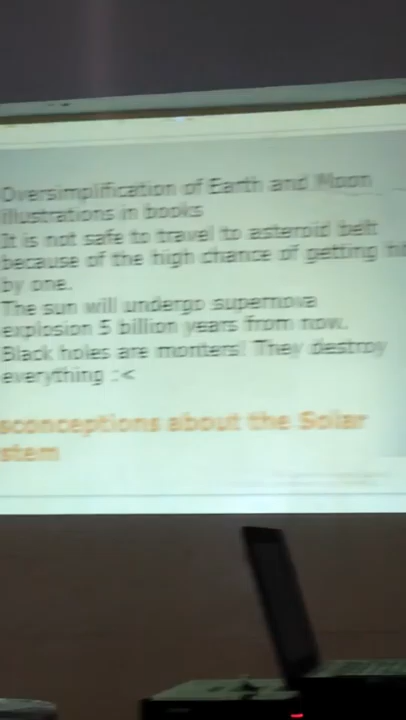 Oversimplification of Earth and Moon
illustrations in books
It is not safe to travel to asteroid belt
because of the high chance of getting hi
by one.
The sun will undergo supernova
explosion 5 billion years from now.
Black holes are monters! They destroy
everything :<
sconceptions about the Solar
stem